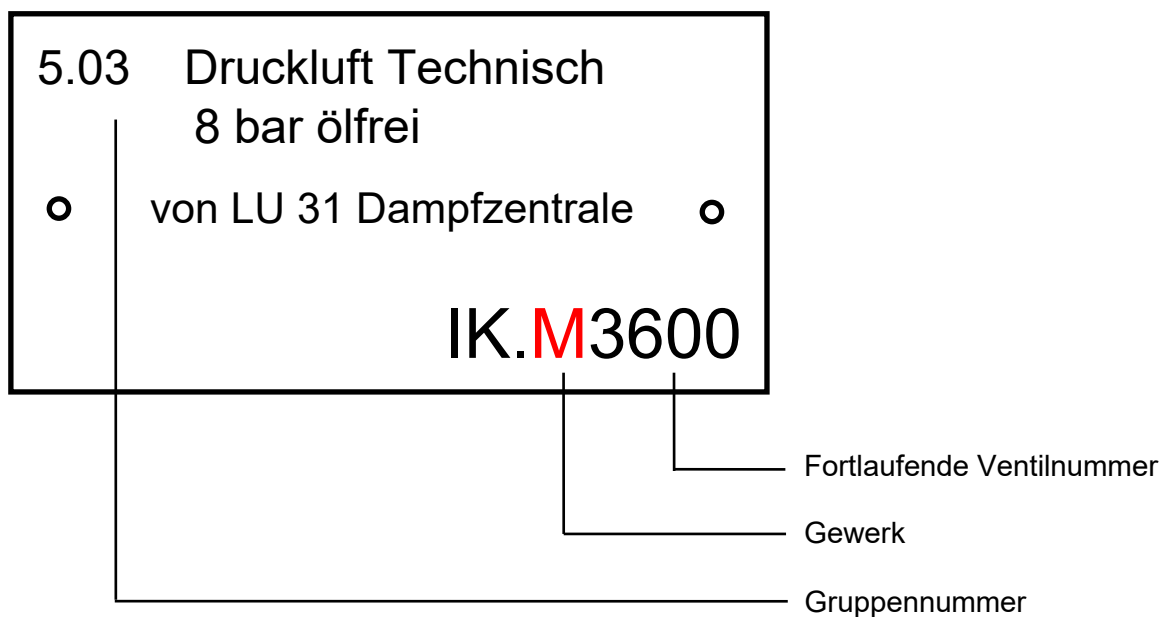 5.03 Druckluft Technisch
8 bar ölfrei
von LU 31 Dampfzentrale
IK.M3600
Fortlaufende Ventilnummer
Gewerk
Gruppennummer